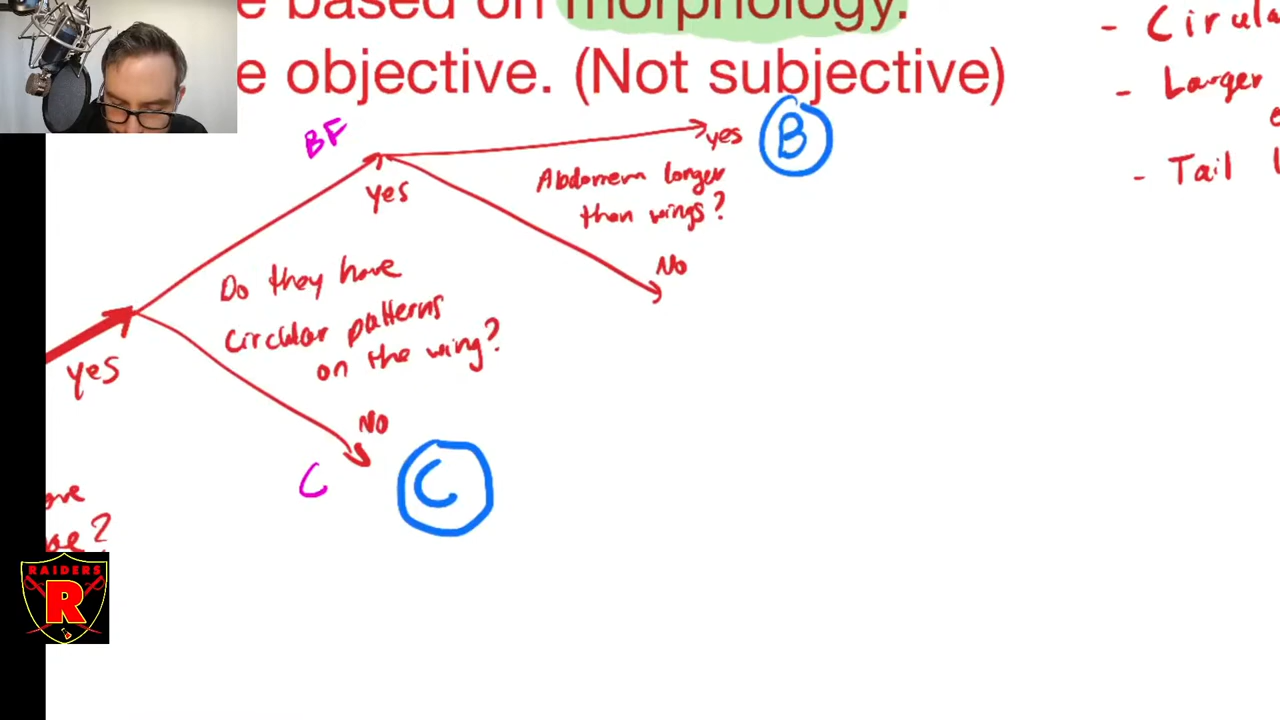 e based on morphology.
e objective. (Not subjective)
- Circula
- Larger
- Tail
BF
yes
B
yes
Abdomen longer
than wings?
No
Do they have
Circular patterns
on the wing?
yes
No
C
C
RAIDERS
R